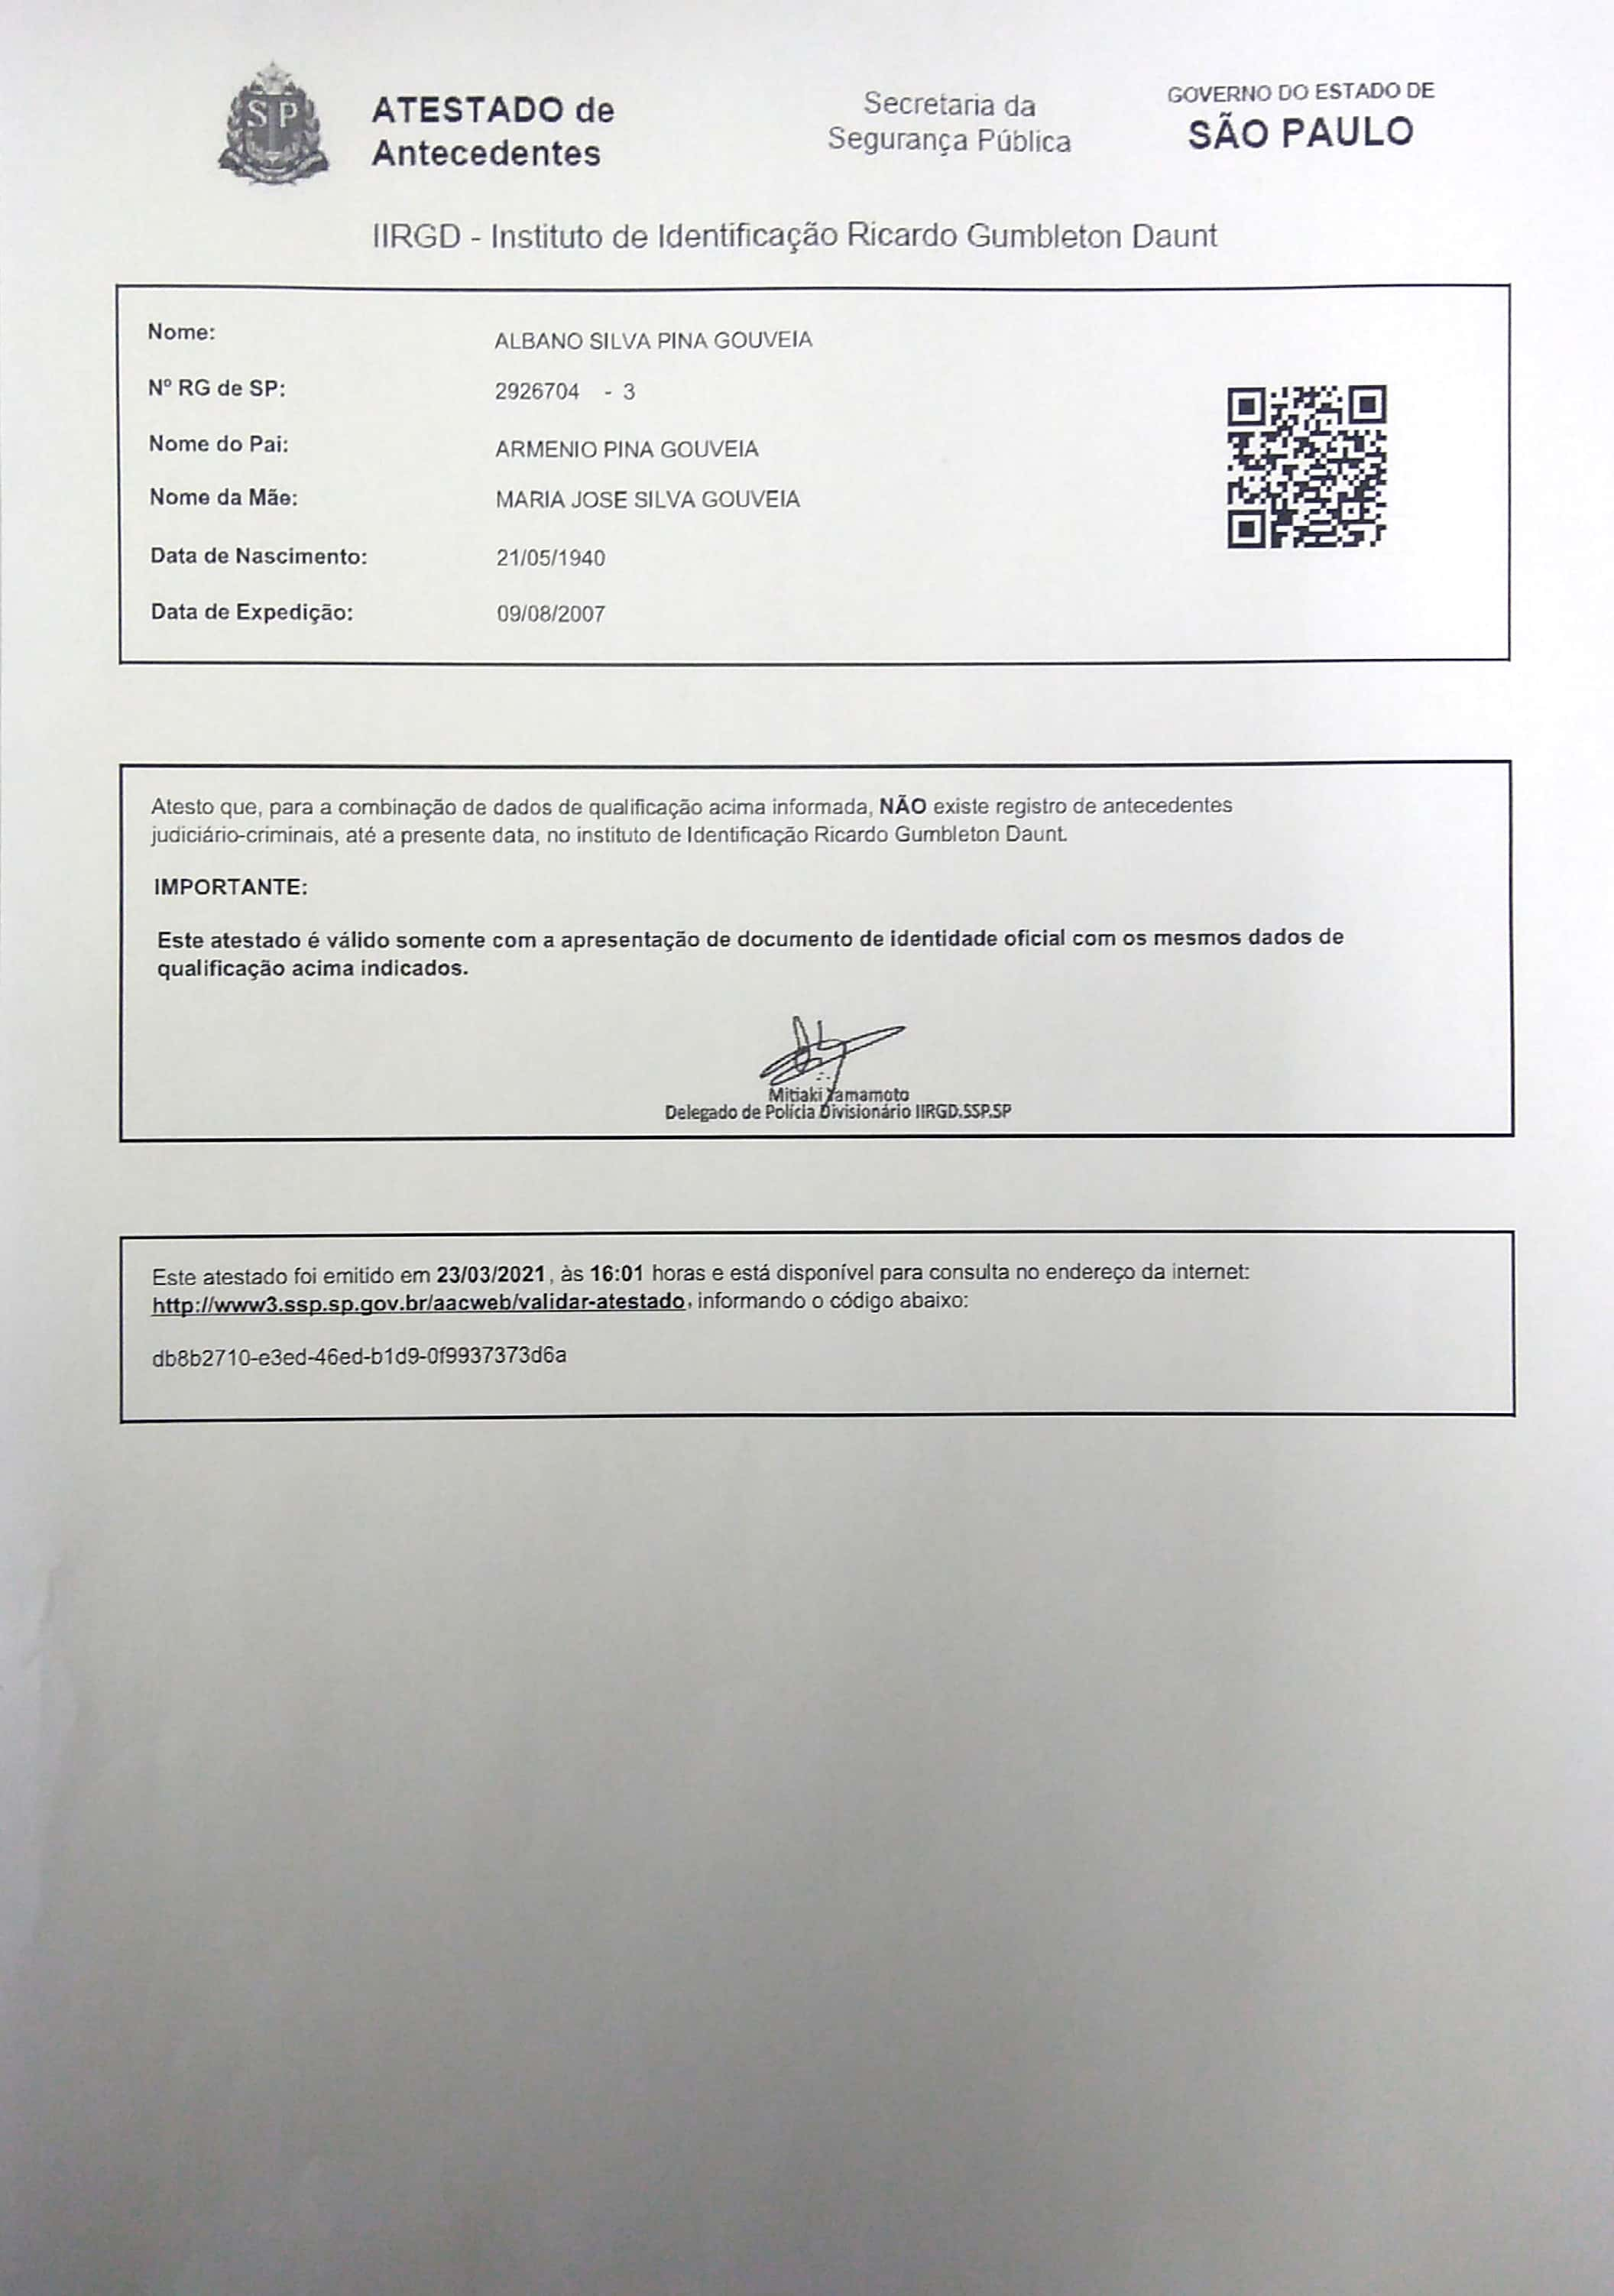 SP
ATESTADO de
Antecedentes
Secretaria da
Segurança Pública
GOVERNO DO ESTADO DE
SÃO PAULO
IIRGD - Instituto de Identificação Ricardo Gumbleton Daunt
Nome: ALBANO SILVA PINA GOUVEIA
Nº RG de SP: 2926704 - 3
Nome do Pai: ARMENIO PINA GOUVEIA
Nome da Mãe: MARIA JOSE SILVA GOUVEIA
Data de Nascimento: 21/05/1940
Data de Expedição: 09/08/2007
Atesto que, para a combinação de dados de qualificação acima informada, NÃO existe registro de antecedentes
judiciário-criminais, até a presente data, no instituto de Identificação Ricardo Gumbleton Daunt.
IMPORTANTE:
Este atestado é válido somente com a apresentação de documento de identidade oficial com os mesmos dados de
qualificação acima indicados.
Mitiaki Yamamoto
Delegado de Polícia Divisionário IIRGD.SSP.SP
Este atestado foi emitido em 23/03/2021, às 16:01 horas e está disponível para consulta no endereço da internet:
http://www3.ssp.sp.gov.br/aacweb/validar-atestado, informando o código abaixo:
db8b2710-e3ed-46ed-b1d9-0f9937373d6a